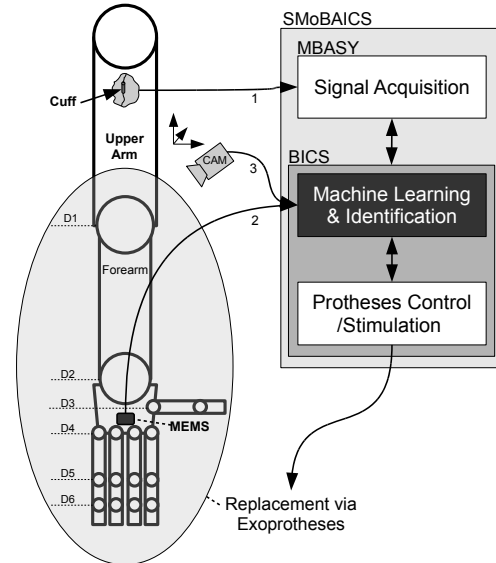 SMoBAICS
MBASY
Signal Acquisition
Cuff
1
Upper
Arm
CAM
3
BICS
Machine Learning
& Identification
2
D1
Forearm
Protheses Control
/Stimulation
D2
D3
MEMS
D4
D5
D6
Replacement via
Exoprotheses